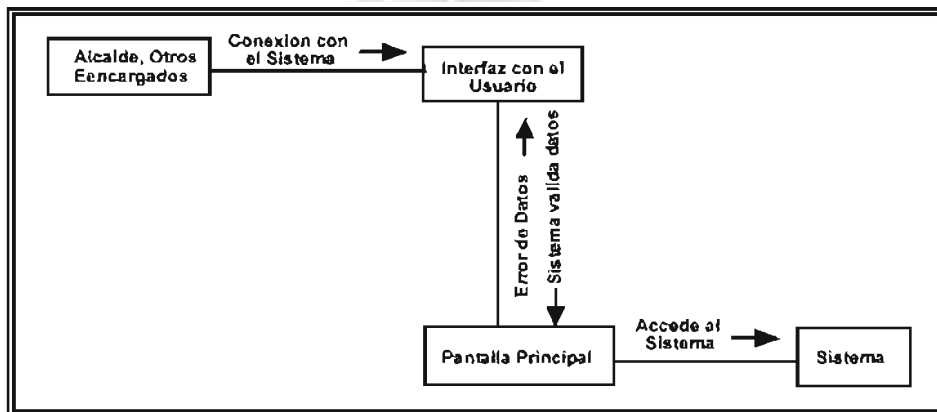 Alcalde, Otros
Eencargados
Conexion con
el Sistema
Interfaz con el
Usuario
Error de Datos
Sistema valida datos
Pantalla Principal
Accede al
Sistema
Sistema